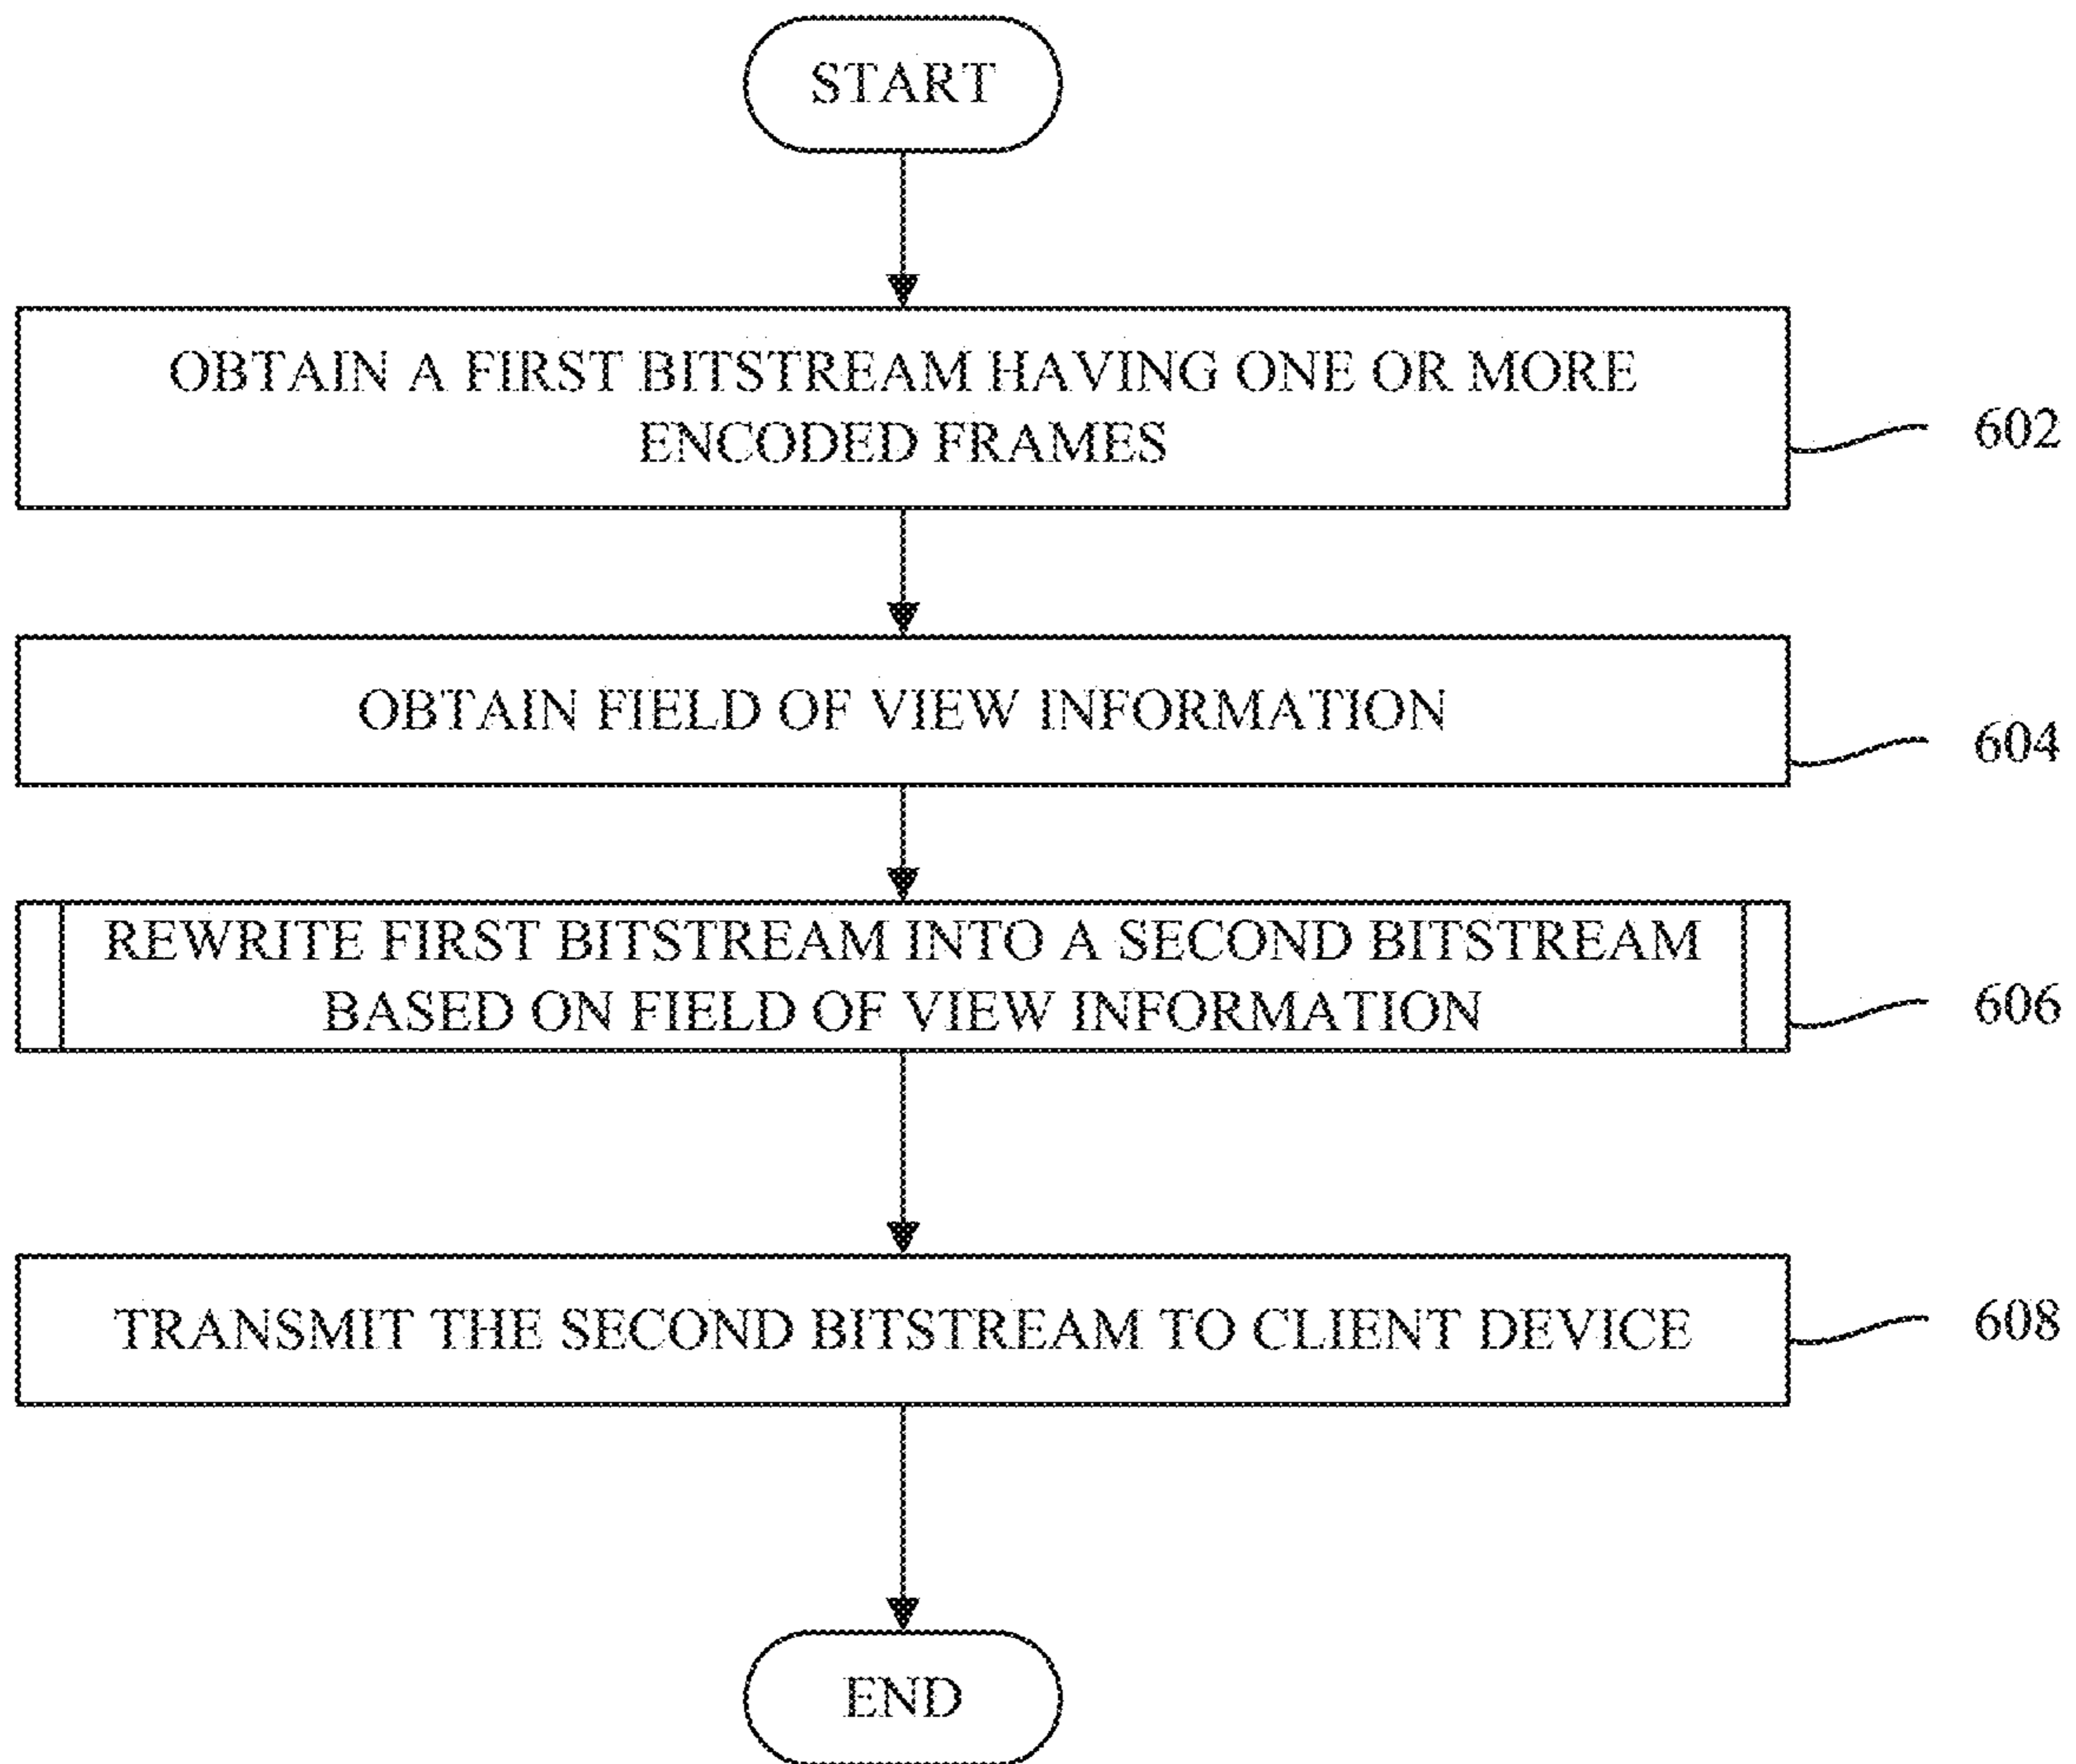 START
OBTAIN A FIRST BITSTREAM HAVING ONE OR MORE
ENCODED FRAMES
602
OBTAIN FIELD OF VIEW INFORMATION
604
REWRITE FIRST BITSTREAM INTO A SECOND BITSTREAM
BASED ON FIELD OF VIEW INFORMATION
606
TRANSMIT THE SECOND BITSTREAM TO CLIENT DEVICE
608
END